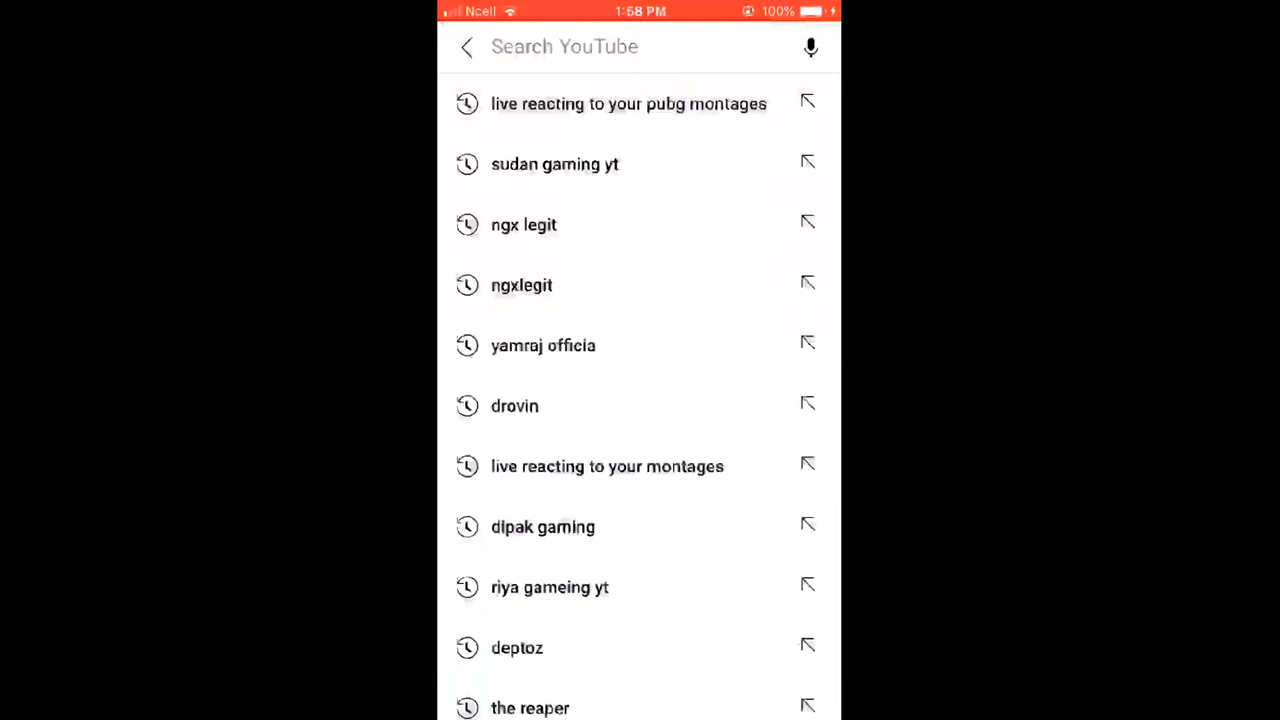 Ncell 1:58 PM 100%
Search YouTube
live reacting to your pubg montages
sudan gaming yt
ngx legit
ngxlegit
yamraj officia
drovin
live reacting to your montages
dipak gaming
riya gameing yt
deptoz
the reaper